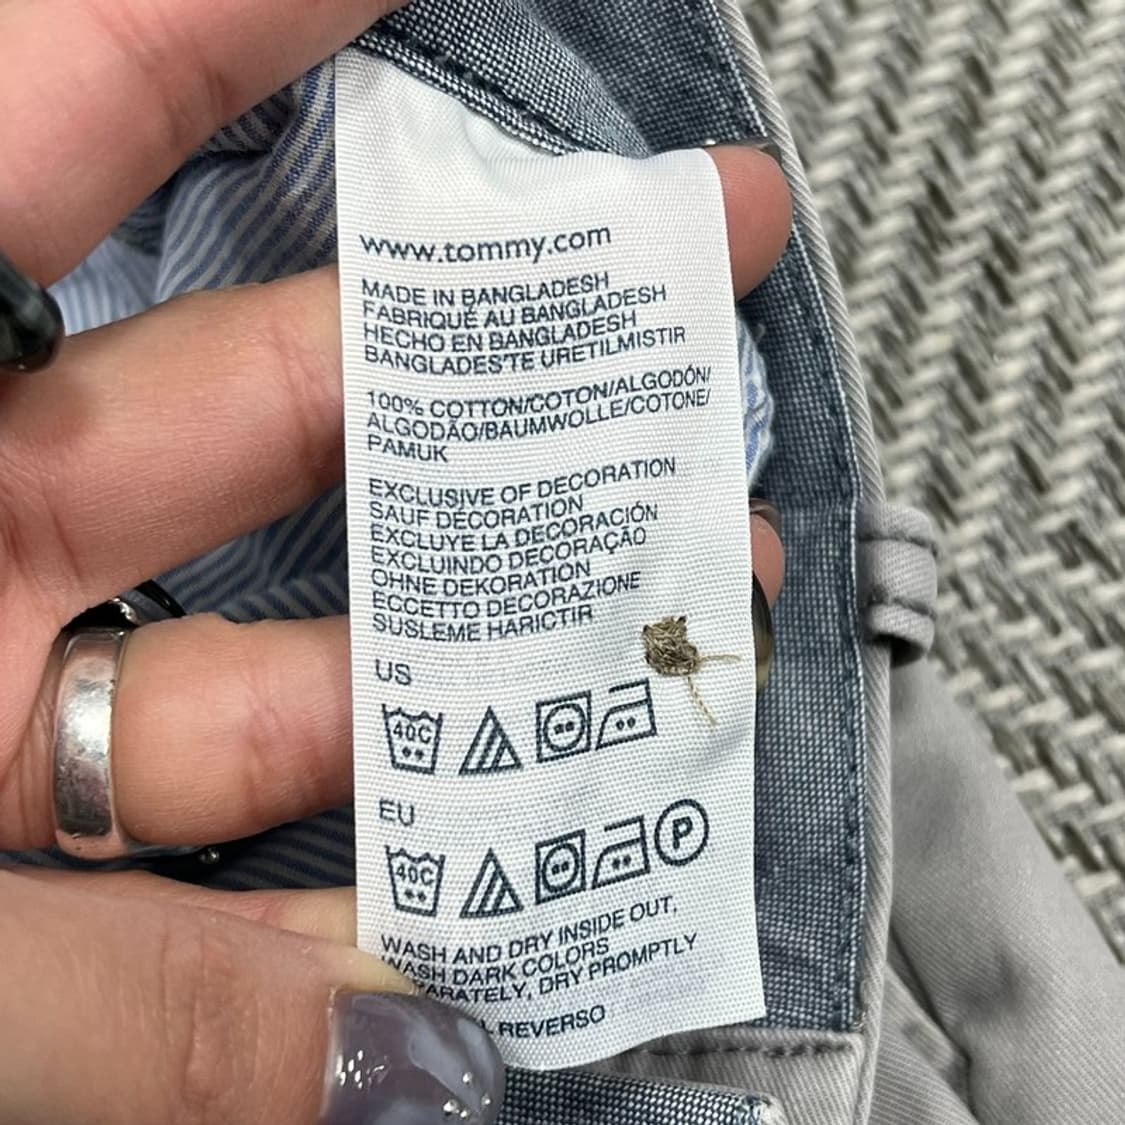 www.tommy.com
MADE IN BANGLADESH
FABRIQUÉ AU BANGLADESH
HECHO EN BANGLADESH
BANGLADES'TE URETILMISTIR
100% COTTON/COTON/ALGODÓN/
ALGODÃO/BAUMWOLLE/COTONE/
PAMUK
EXCLUSIVE OF DECORATION
SAUF DÉCORATION
EXCLUYE LA DECORACIÓN
EXCLUINDO DECORAÇÃO
OHNE DEKORATION
ECCETTO DECORAZIONE
SUSLEME HARICTIR
US
40C
EU
40C
P
WASH AND DRY INSIDE OUT,
WASH DARK COLORS
PARATELY, DRY PROMPTLY
REVERSO